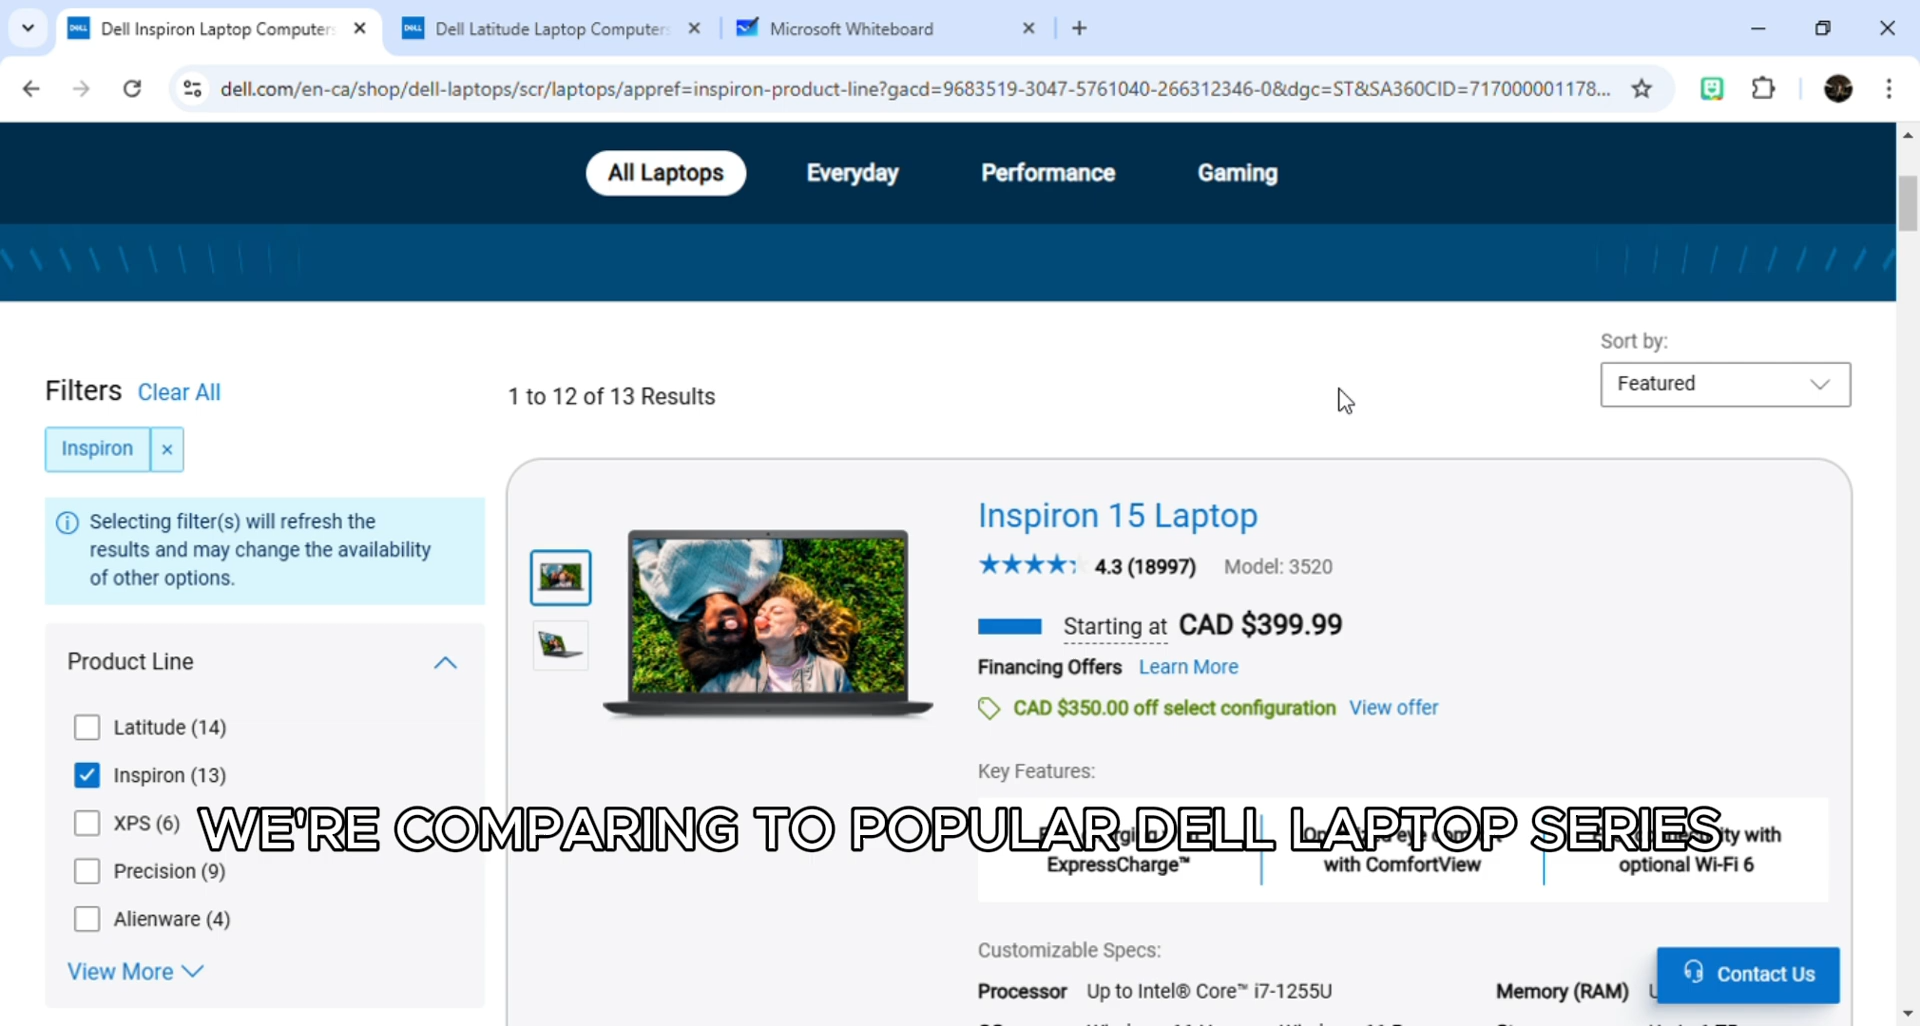 Dell Inspiron Laptop Computers
Dell Latitude Laptop Computers
Microsoft Whiteboard
dell.com/en-ca/shop/dell-laptops/scr/laptops/appref=inspiron-product-line?gacd=9683519-3047-5761040-266312346-0&dgc=ST&SA360CID=717000001178...
All Laptops
Everyday
Performance
Gaming
Sort by:
Featured
Filters Clear All
1 to 12 of 13 Results
Inspiron ×
Selecting filter(s) will refresh the
results and may change the availability
of other options.
Product Line
Latitude (14)
Inspiron (13)
XPS (6)
Precision (9)
Alienware (4)
View More
Inspiron 15 Laptop
4.3 (18997) Model: 3520
Starting at CAD $399.99
Financing Offers Learn More
CAD $350.00 off select configuration View offer
Key Features:
WE'RE COMPARING TO POPULAR DELL LAPTOP SERIES
ExpressCharge™
with ComfortView
with
optional Wi-Fi 6
Customizable Specs:
Processor Up to Intel® Core™ i7-1255U
Memory (RAM)
Contact Us